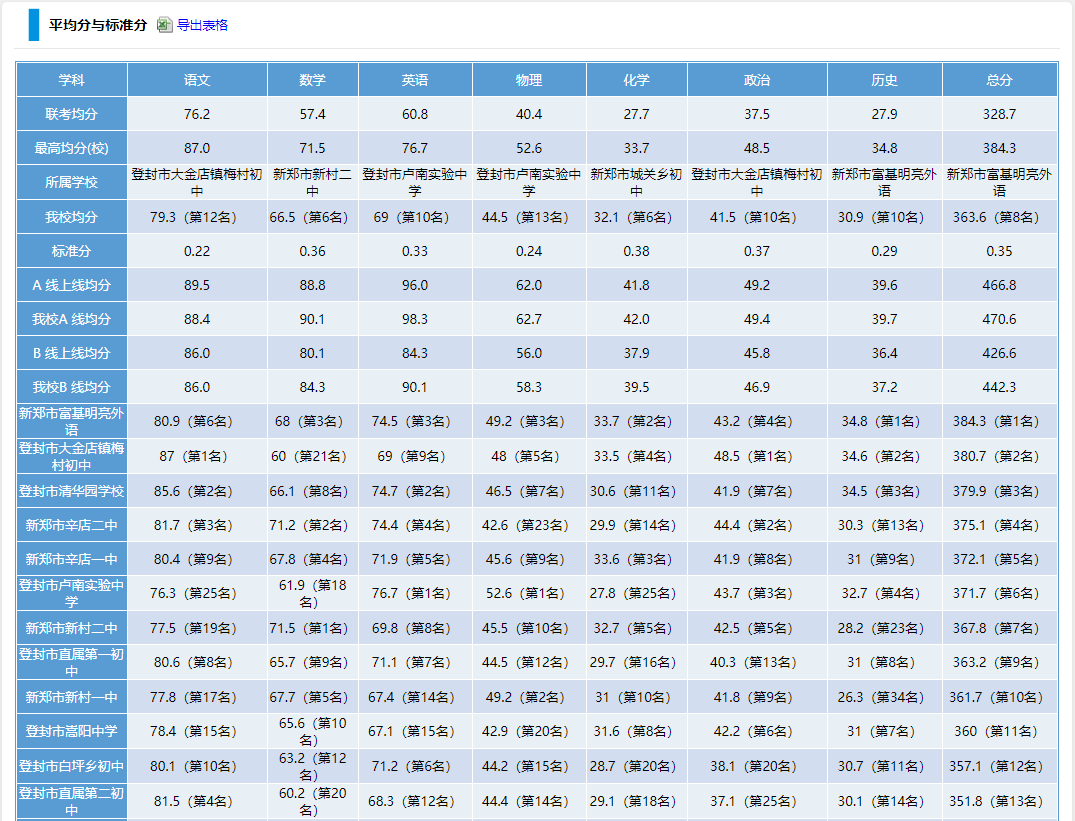 平均分与标准分 导出表格
学科 语文 数学 英语 物理 化学 政治 历史 总分
联考均分 76.2 57.4 60.8 40.4 27.7 37.5 27.9 328.7
最高均分(校) 87.0 71.5 76.7 52.6 33.7 48.5 34.8 384.3
所属学校 登封市大金店镇梅村初中 新郑市新村二中 登封市卢南实验中学 登封市卢南实验中学 新郑市城关乡初中 登封市大金店镇梅村初中 新郑市富基明亮外语 新郑市富基明亮外语
我校均分 79.3（第12名） 66.5（第6名） 69（第10名） 44.5（第13名） 32.1（第6名） 41.5（第10名） 30.9（第10名） 363.6（第8名）
标准分 0.22 0.36 0.33 0.24 0.38 0.37 0.29 0.35
A 线上线均分 89.5 88.8 96.0 62.0 41.8 49.2 39.6 466.8
我校A 线均分 88.4 90.1 98.3 62.7 42.0 49.4 39.7 470.6
B 线上线均分 86.0 80.1 84.3 56.0 37.9 45.8 36.4 426.6
我校B 线均分 86.0 84.3 90.1 58.3 39.5 46.9 37.2 442.3
新郑市富基明亮外语 80.9（第6名） 68（第3名） 74.5（第3名） 49.2（第3名） 33.7（第2名） 43.2（第4名） 34.8（第1名） 384.3（第1名）
登封市大金店镇梅村初中 87（第1名） 60（第21名） 69（第9名） 48（第5名） 33.5（第4名） 48.5（第1名） 34.6（第2名） 380.7（第2名）
登封市清华园学校 85.6（第2名） 66.1（第8名） 74.7（第2名） 46.5（第7名） 30.6（第11名） 41.9（第7名） 34.5（第3名） 379.9（第3名）
新郑市辛店二中 81.7（第3名） 71.2（第2名） 74.4（第4名） 42.6（第23名） 29.9（第14名） 44.4（第2名） 30.3（第13名） 375.1（第4名）
新郑市辛店一中 80.4（第9名） 67.8（第4名） 71.9（第5名） 45.6（第9名） 33.6（第3名） 41.9（第8名） 31（第9名） 372.1（第5名）
登封市卢南实验中学 76.3（第25名） 61.9（第18名） 76.7（第1名） 52.6（第1名） 27.8（第25名） 43.7（第3名） 32.7（第4名） 371.7（第6名）
新郑市新村二中 77.5（第19名） 71.5（第1名） 69.8（第8名） 45.5（第10名） 32.7（第5名） 42.5（第5名） 28.2（第23名） 367.8（第7名）
登封市直属第一初中 80.6（第8名） 65.7（第9名） 71.1（第7名） 44.5（第12名） 29.7（第16名） 40.3（第13名） 31（第8名） 363.2（第9名）
新郑市新村一中 77.8（第17名） 67.7（第5名） 67.4（第14名） 49.2（第2名） 31（第10名） 41.8（第9名） 26.3（第34名） 361.7（第10名）
登封市嵩阳中学 78.4（第15名） 65.6（第10名） 67.1（第15名） 42.9（第20名） 31.6（第8名） 42.2（第6名） 31（第7名） 360（第11名）
登封市白坪乡初中 80.1（第10名） 63.2（第12名） 71.2（第6名） 44.2（第15名） 28.7（第20名） 38.1（第20名） 30.7（第11名） 357.1（第12名）
登封市直属第二初中 81.5（第4名） 60.2（第20名） 68.3（第12名） 44.4（第14名） 29.1（第18名） 37.1（第25名） 30.1（第14名） 351.8（第13名）